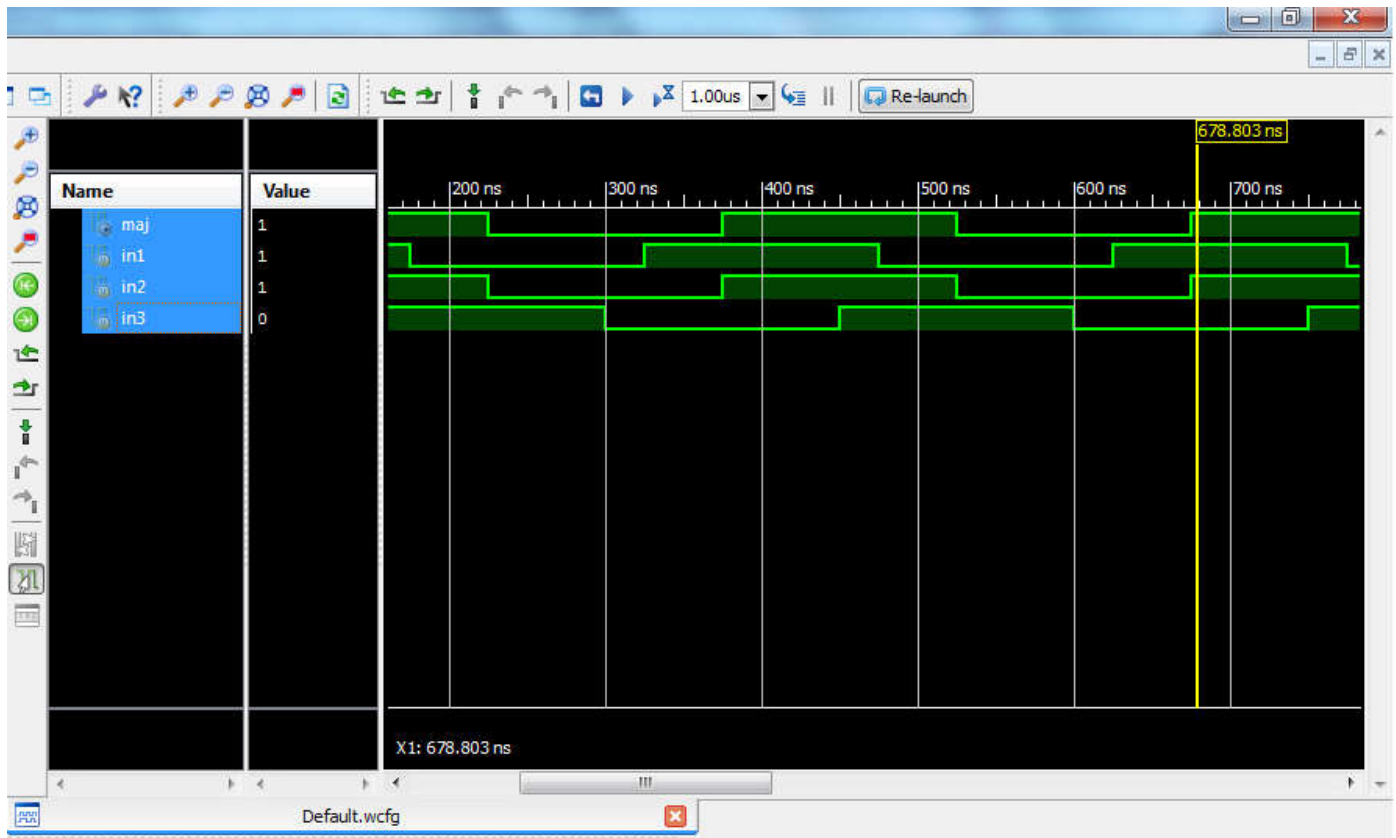 1.00us
Re-launch
678.803 ns
Name
Value
200 ns 300 ns 400 ns 500 ns 600 ns 700 ns
maj 1
in1 1
in2 1
in3 0
X1: 678.803 ns
Default.wcfg